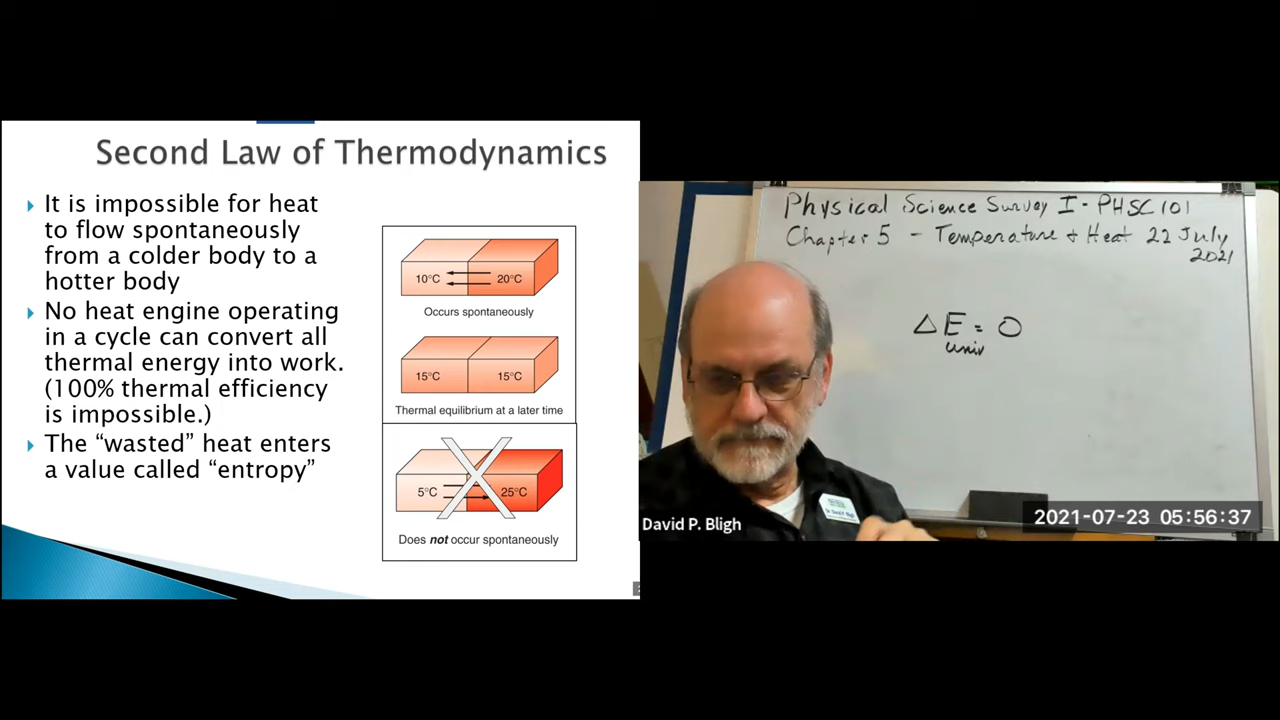 Second Law of Thermodynamics
It is impossible for heat
to flow spontaneously
from a colder body to a
hotter body
No heat engine operating
in a cycle can convert all
thermal energy into work.
(100% thermal efficiency
is impossible.)
The “wasted” heat enters
a value called “entropy”
10°C 20°C
Occurs spontaneously
15°C 15°C
Thermal equilibrium at a later time
5°C 25°C
Does not occur spontaneously
Physical Science Survey I - PHSC 101
Chapter 5 - Temperature + Heat 22 July
2021
Δ E = 0
univ
David P. Bligh
2021-07-23 05:56:37